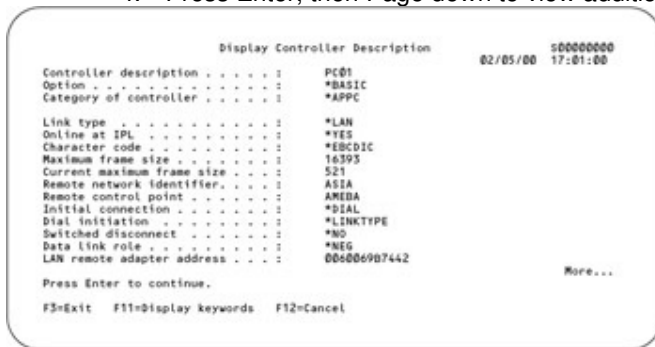 Press Enter, then Page down to view
Display Controller Description S0000000
02/05/00 17:01:00
Controller description . . . . . : PC01
Option . . . . . . . . . . . . . : *BASIC
Category of controller . . . . . : *APPC
Link type . . . . . . . . . . . : *LAN
Online at IPL . . . . . . . . . : *YES
Character code . . . . . . . . . : *EBCDIC
Maximum frame size . . . . . . . : 16393
Current maximum frame size . . . : 521
Remote network identifier. . . . : ASIA
Remote control point . . . . . . : AMEBA
Initial connection . . . . . . . : *DIAL
Dial initiation . . . . . . . . : *LINKTYPE
Switched disconnect . . . . . . : *NO
Data link role . . . . . . . . . : *NEG
LAN remote adapter address . . . : 006006987442
More...
Press Enter to continue.
F3=Exit F11=Display keywords F12=Cancel